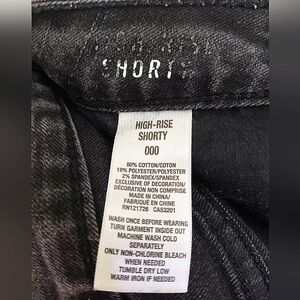 SHORTY
HIGH-RISE
SHORTY
000
80% COTTON/COTON
18% POLYESTER/POLYESTER
2% SPANDEX/SPANDEX
EXCLUSIVE OF DECORATION/
DÉCORATION NON COMPRISE
MADE IN CHINA/
FABRIQUÉ EN CHINE
RN121728 CA53201
WASH ONCE BEFORE WEARING
TURN GARMENT INSIDE OUT
MACHINE WASH COLD
SEPARATELY
ONLY NON-CHLORINE BLEACH
WHEN NEEDED
TUMBLE DRY LOW
WARM IRON IF NEEDED